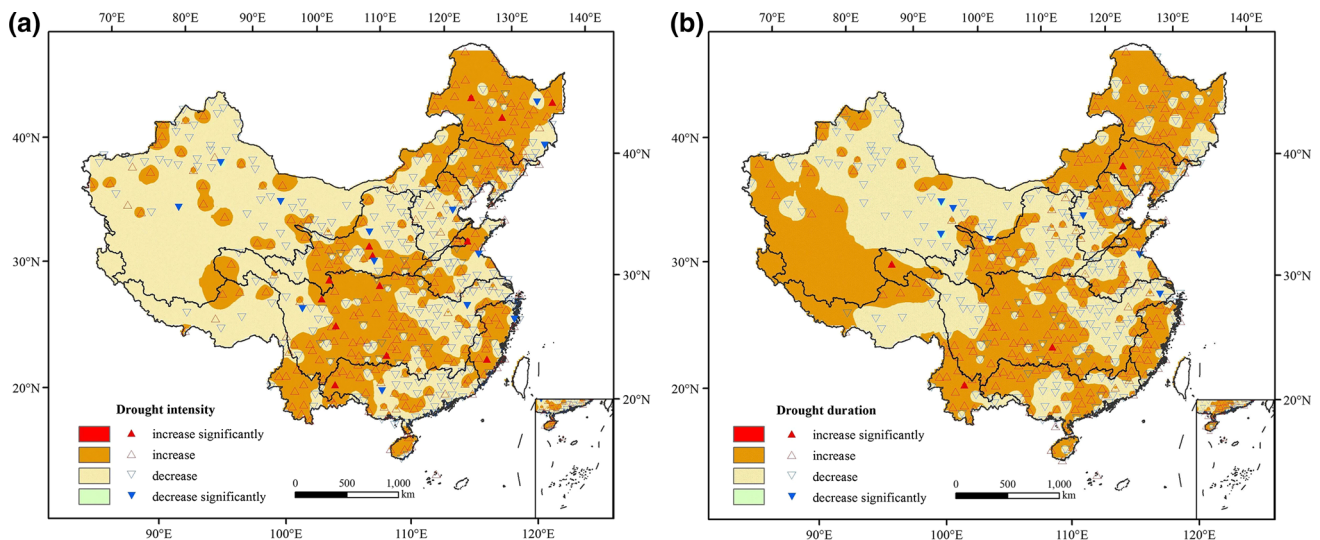 (a)
70°E 80°E 90°E 100°E 110°E 120°E 130°E 140°E
40°N 40°N
30°N 30°N
20°N 20°N
Drought intensity
increase significantly
increase
decrease
decrease significantly
0 500 1,000
km
90°E 100°E 110°E 120°E
(b)
70°E 80°E 90°E 100°E 110°E 120°E 130°E 140°E
40°N 40°N
30°N 30°N
20°N 20°N
Drought duration
increase significantly
increase
decrease
decrease significantly
0 500 1,000
km
90°E 100°E 110°E 120°E